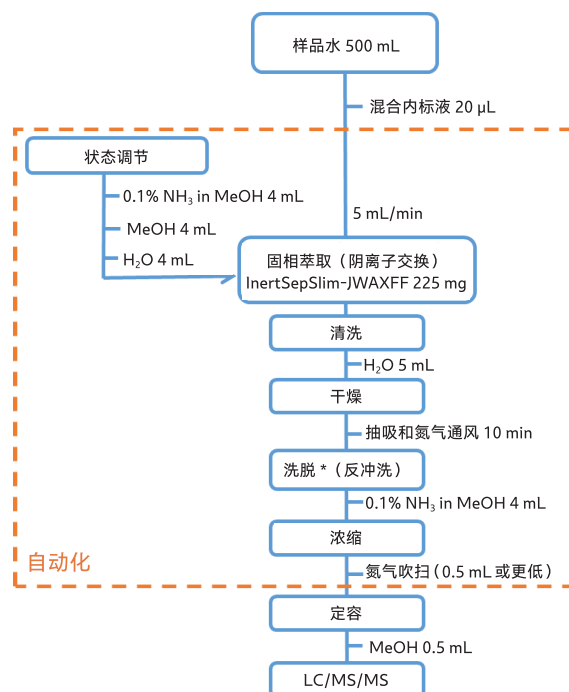 样品水 500 mL
混合内标液 20 µL
状态调节
0.1% NH₃ in MeOH 4 mL
MeOH 4 mL
H₂O 4 mL
5 mL/min
固相萃取（阴离子交换）
InertSepSlim-JWAXFF 225 mg
清洗
H₂O 5 mL
干燥
抽吸和氮气通风 10 min
洗脱 *（反冲洗）
0.1% NH₃ in MeOH 4 mL
浓缩
氮气吹扫（0.5 mL 或更低）
自动化
定容
MeOH 0.5 mL
LC/MS/MS